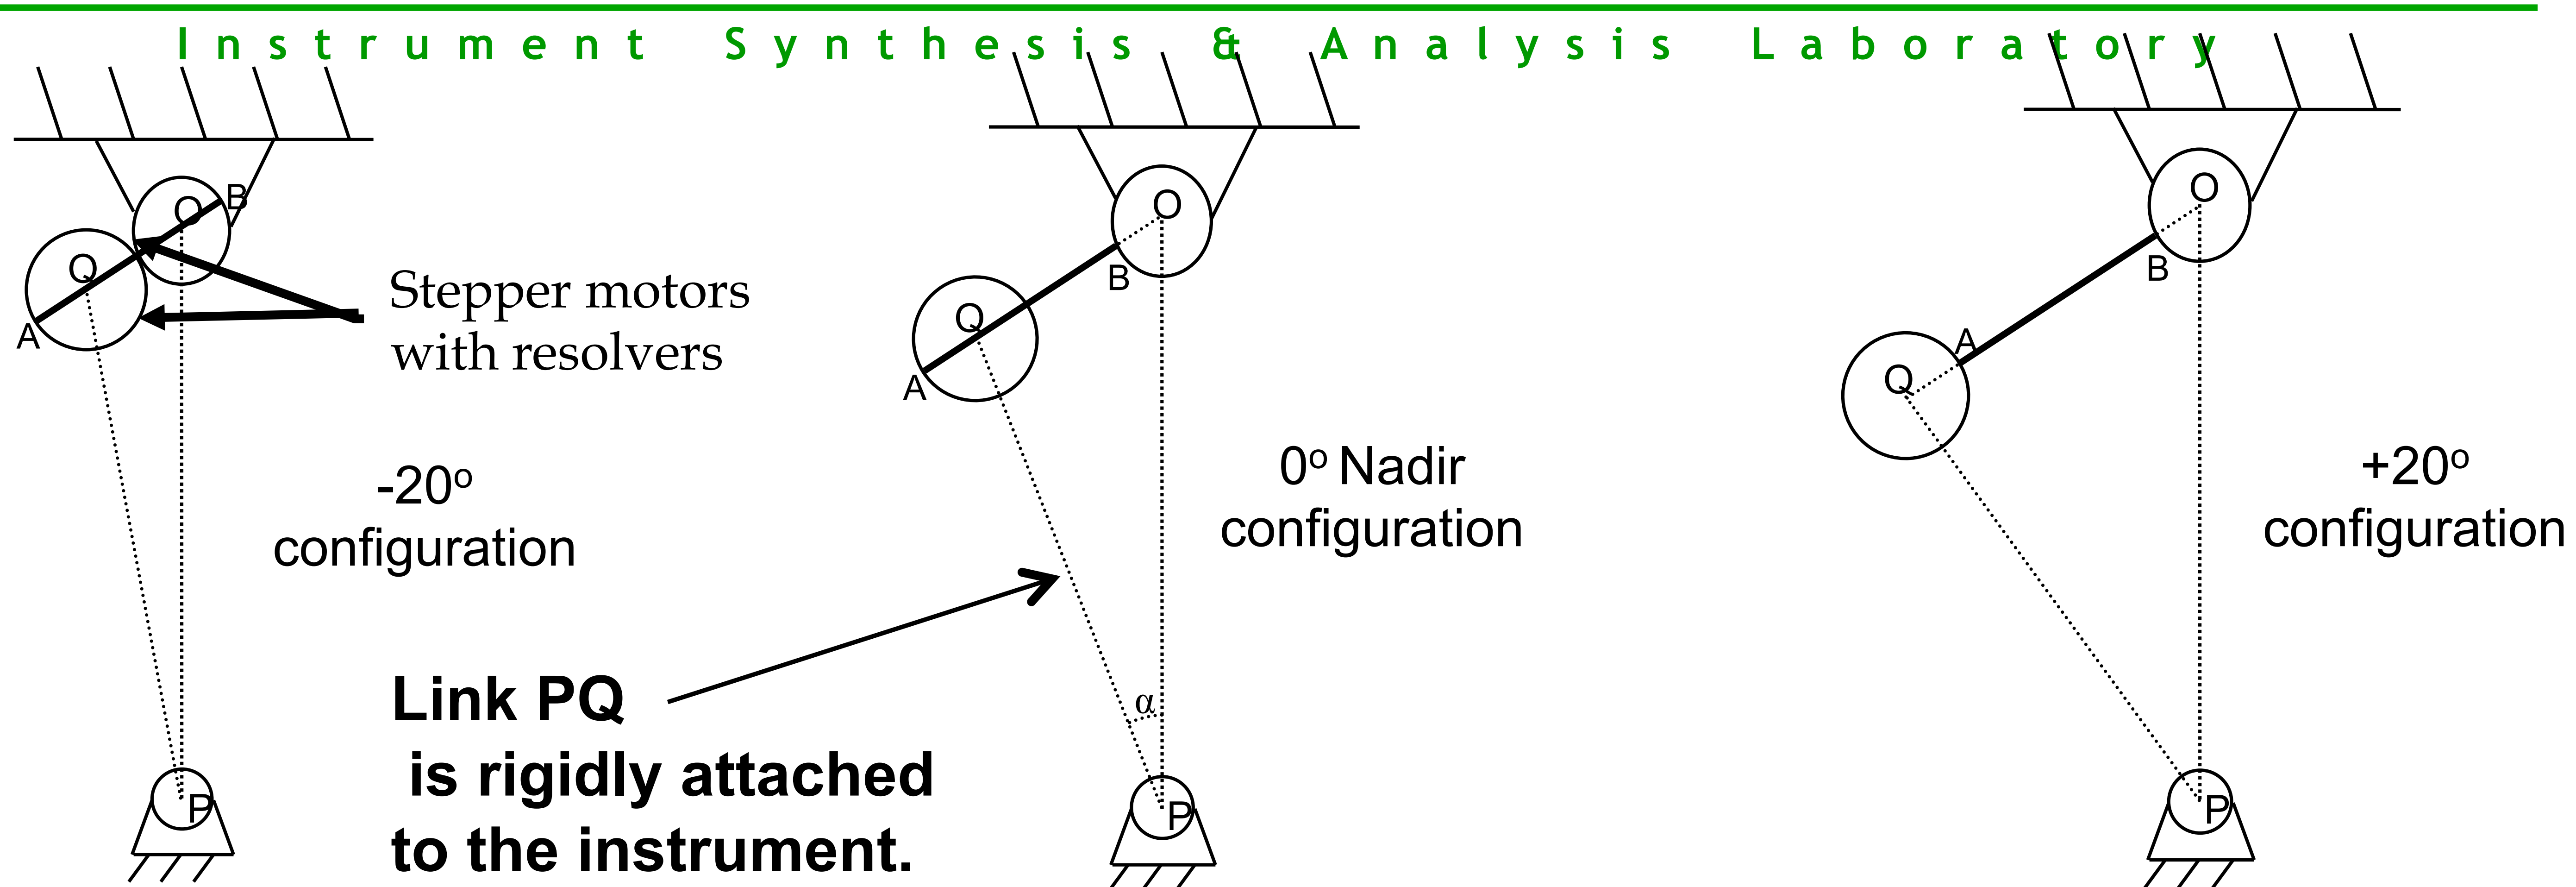 Instrument Synthesis & Analysis Laboratory
O
B
Q
A
Stepper motors
with resolvers
-20º
configuration
P
O
B
Q
A
0º Nadir
configuration
Link PQ
is rigidly attached
to the instrument.
α
P
O
B
A
Q
+20º
configuration
P